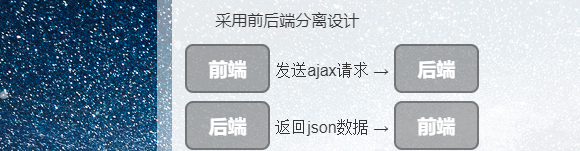 采用前后端分离设计
前端 发送ajax请求 → 后端
后端 返回json数据 → 前端